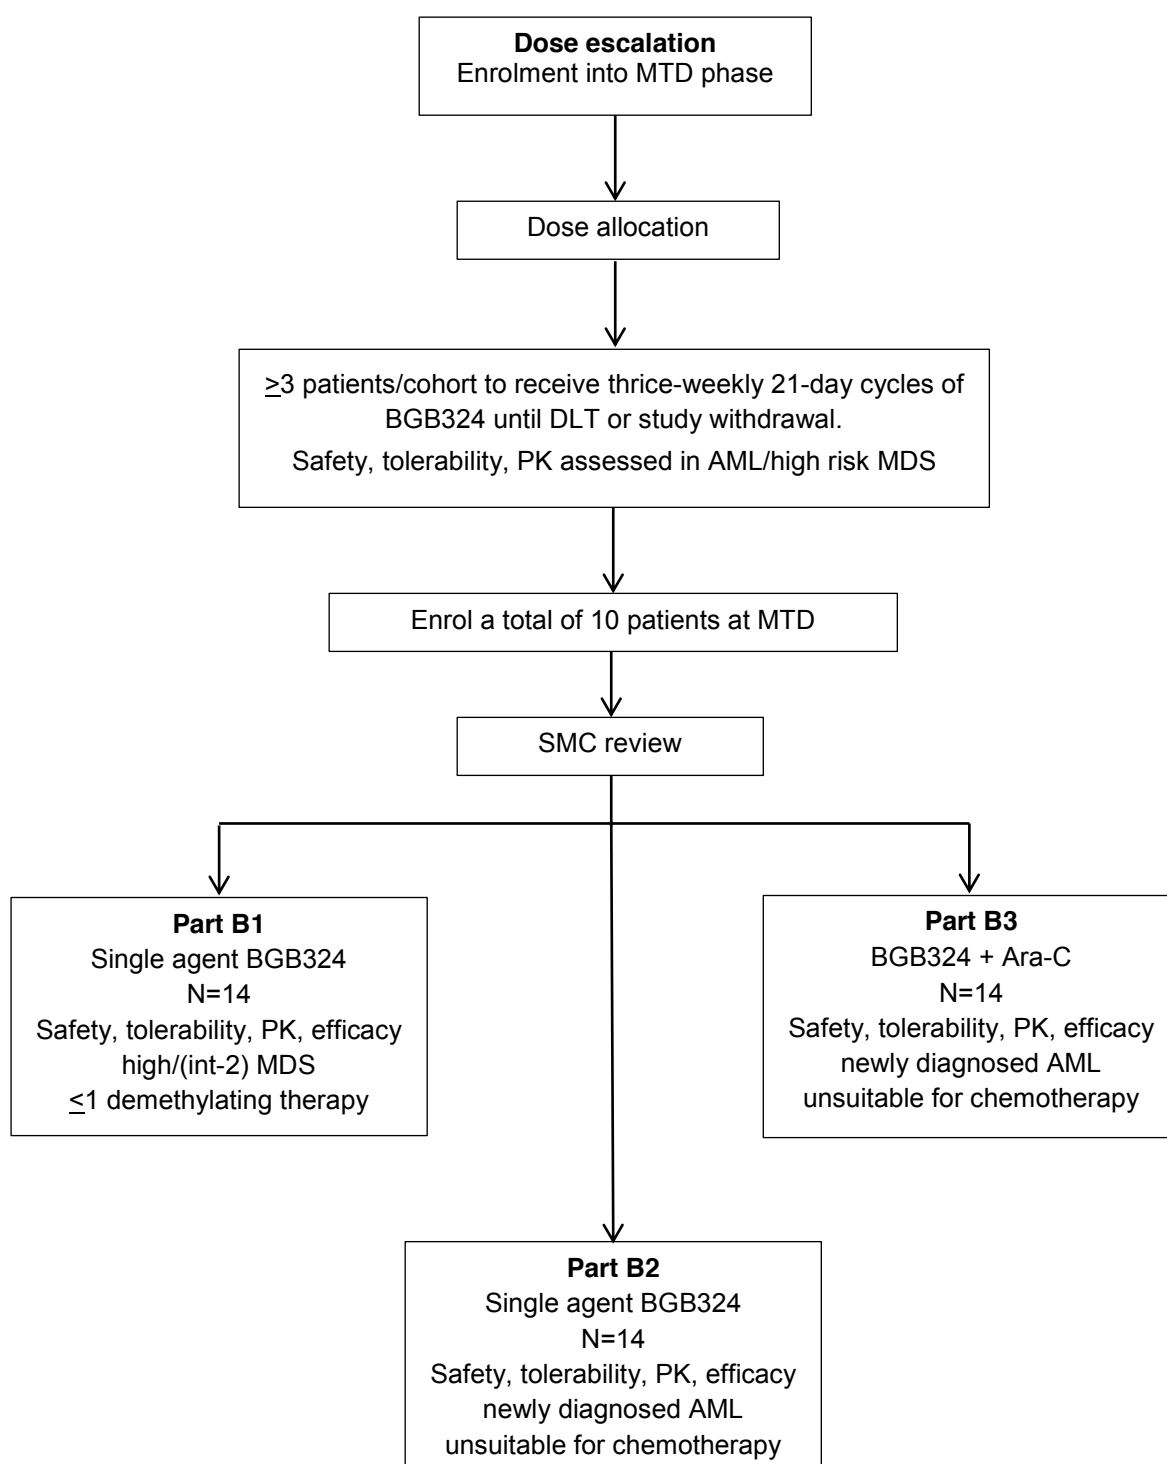 Dose escalation
Enrolment into MTD phase
Dose allocation
≥3 patients/cohort to receive thrice-weekly 21-day cycles of
BGB324 until DLT or study withdrawal.
Safety, tolerability, PK assessed in AML/high risk MDS
Enrol a total of 10 patients at MTD
SMC review
Part B1
Single agent BGB324
N=14
Safety, tolerability, PK, efficacy
high/(int-2) MDS
≤1 demethylating therapy
Part B3
BGB324 + Ara-C
N=14
Safety, tolerability, PK, efficacy
newly diagnosed AML
unsuitable for chemotherapy
Part B2
Single agent BGB324
N=14
Safety, tolerability, PK, efficacy
newly diagnosed AML
unsuitable for chemotherapy